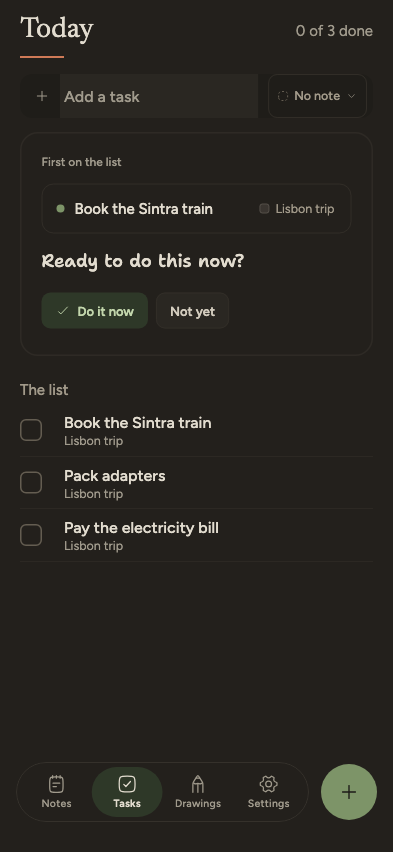 Today
0 of 3 done
Add a task
No note
First on the list
Book the Sintra train
Lisbon trip
Ready to do this now?
Do it now
Not yet
The list
Book the Sintra train
Lisbon trip
Pack adapters
Lisbon trip
Pay the electricity bill
Lisbon trip
Notes
Tasks
Drawings
Settings